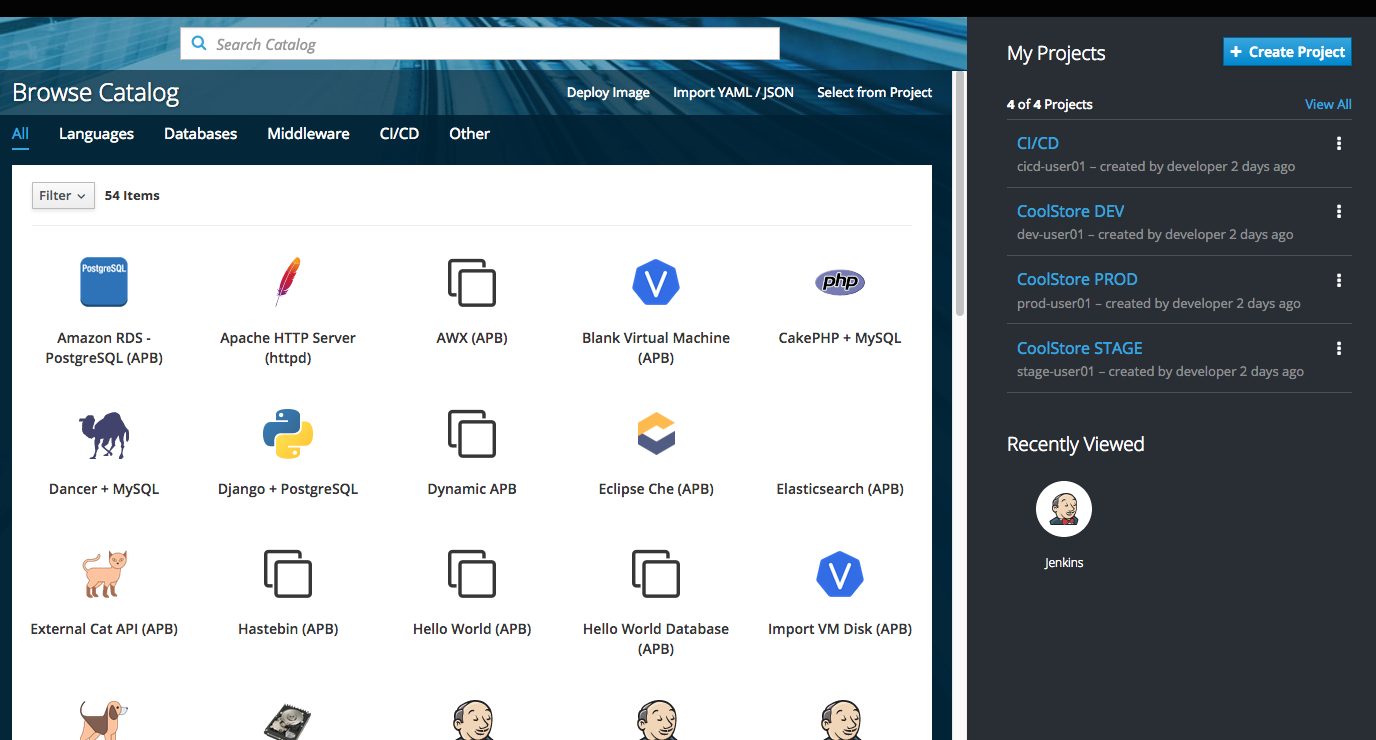 Search Catalog
Browse Catalog
Deploy Image
Import YAML / JSON
Select from Project
All
Languages
Databases
Middleware
CI/CD
Other
Filter
54 Items
PostgreSQL
Amazon RDS -
PostgreSQL (APB)
Apache HTTP Server
(httpd)
AWX (APB)
V
Blank Virtual Machine
(APB)
php
CakePHP + MySQL
Dancer + MySQL
Django + PostgreSQL
Dynamic APB
Eclipse Che (APB)
Elasticsearch (APB)
External Cat API (APB)
Hastebin (APB)
Hello World (APB)
Hello World Database
(APB)
V
Import VM Disk (APB)
My Projects
+ Create Project
4 of 4 Projects
View All
CI/CD
cicd-user01 – created by developer 2 days ago
CoolStore DEV
dev-user01 – created by developer 2 days ago
CoolStore PROD
prod-user01 – created by developer 2 days ago
CoolStore STAGE
stage-user01 – created by developer 2 days ago
Recently Viewed
Jenkins